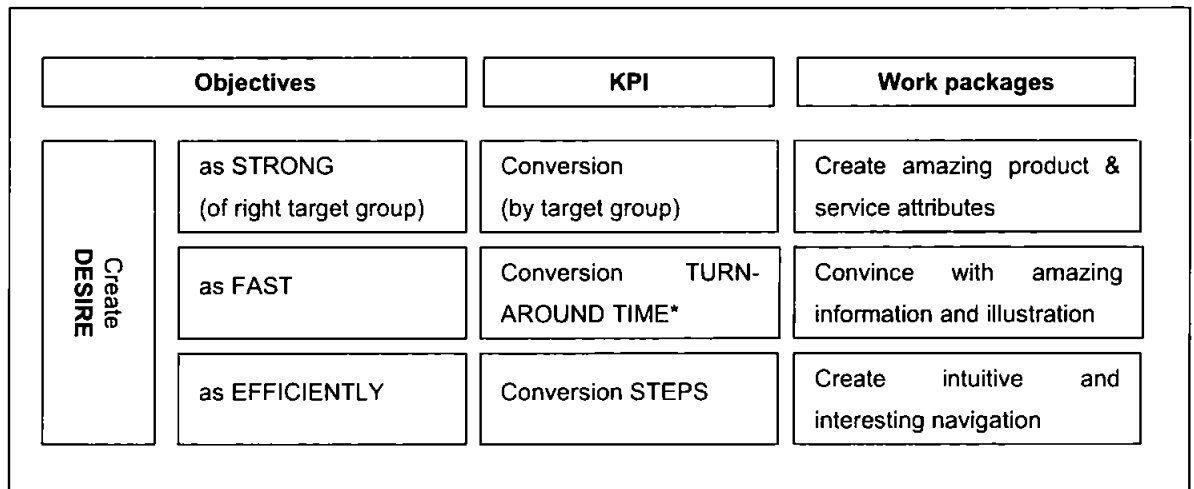 Objectives
KPI
Work packages
Create
DESIRE
as STRONG
(of right target group)
Conversion
(by target group)
Create amazing product &
service attributes
as FAST
Conversion TURN-
AROUND TIME*
Convince with amazing
information and illustration
as EFFICIENTLY
Conversion STEPS
Create intuitive and
interesting navigation